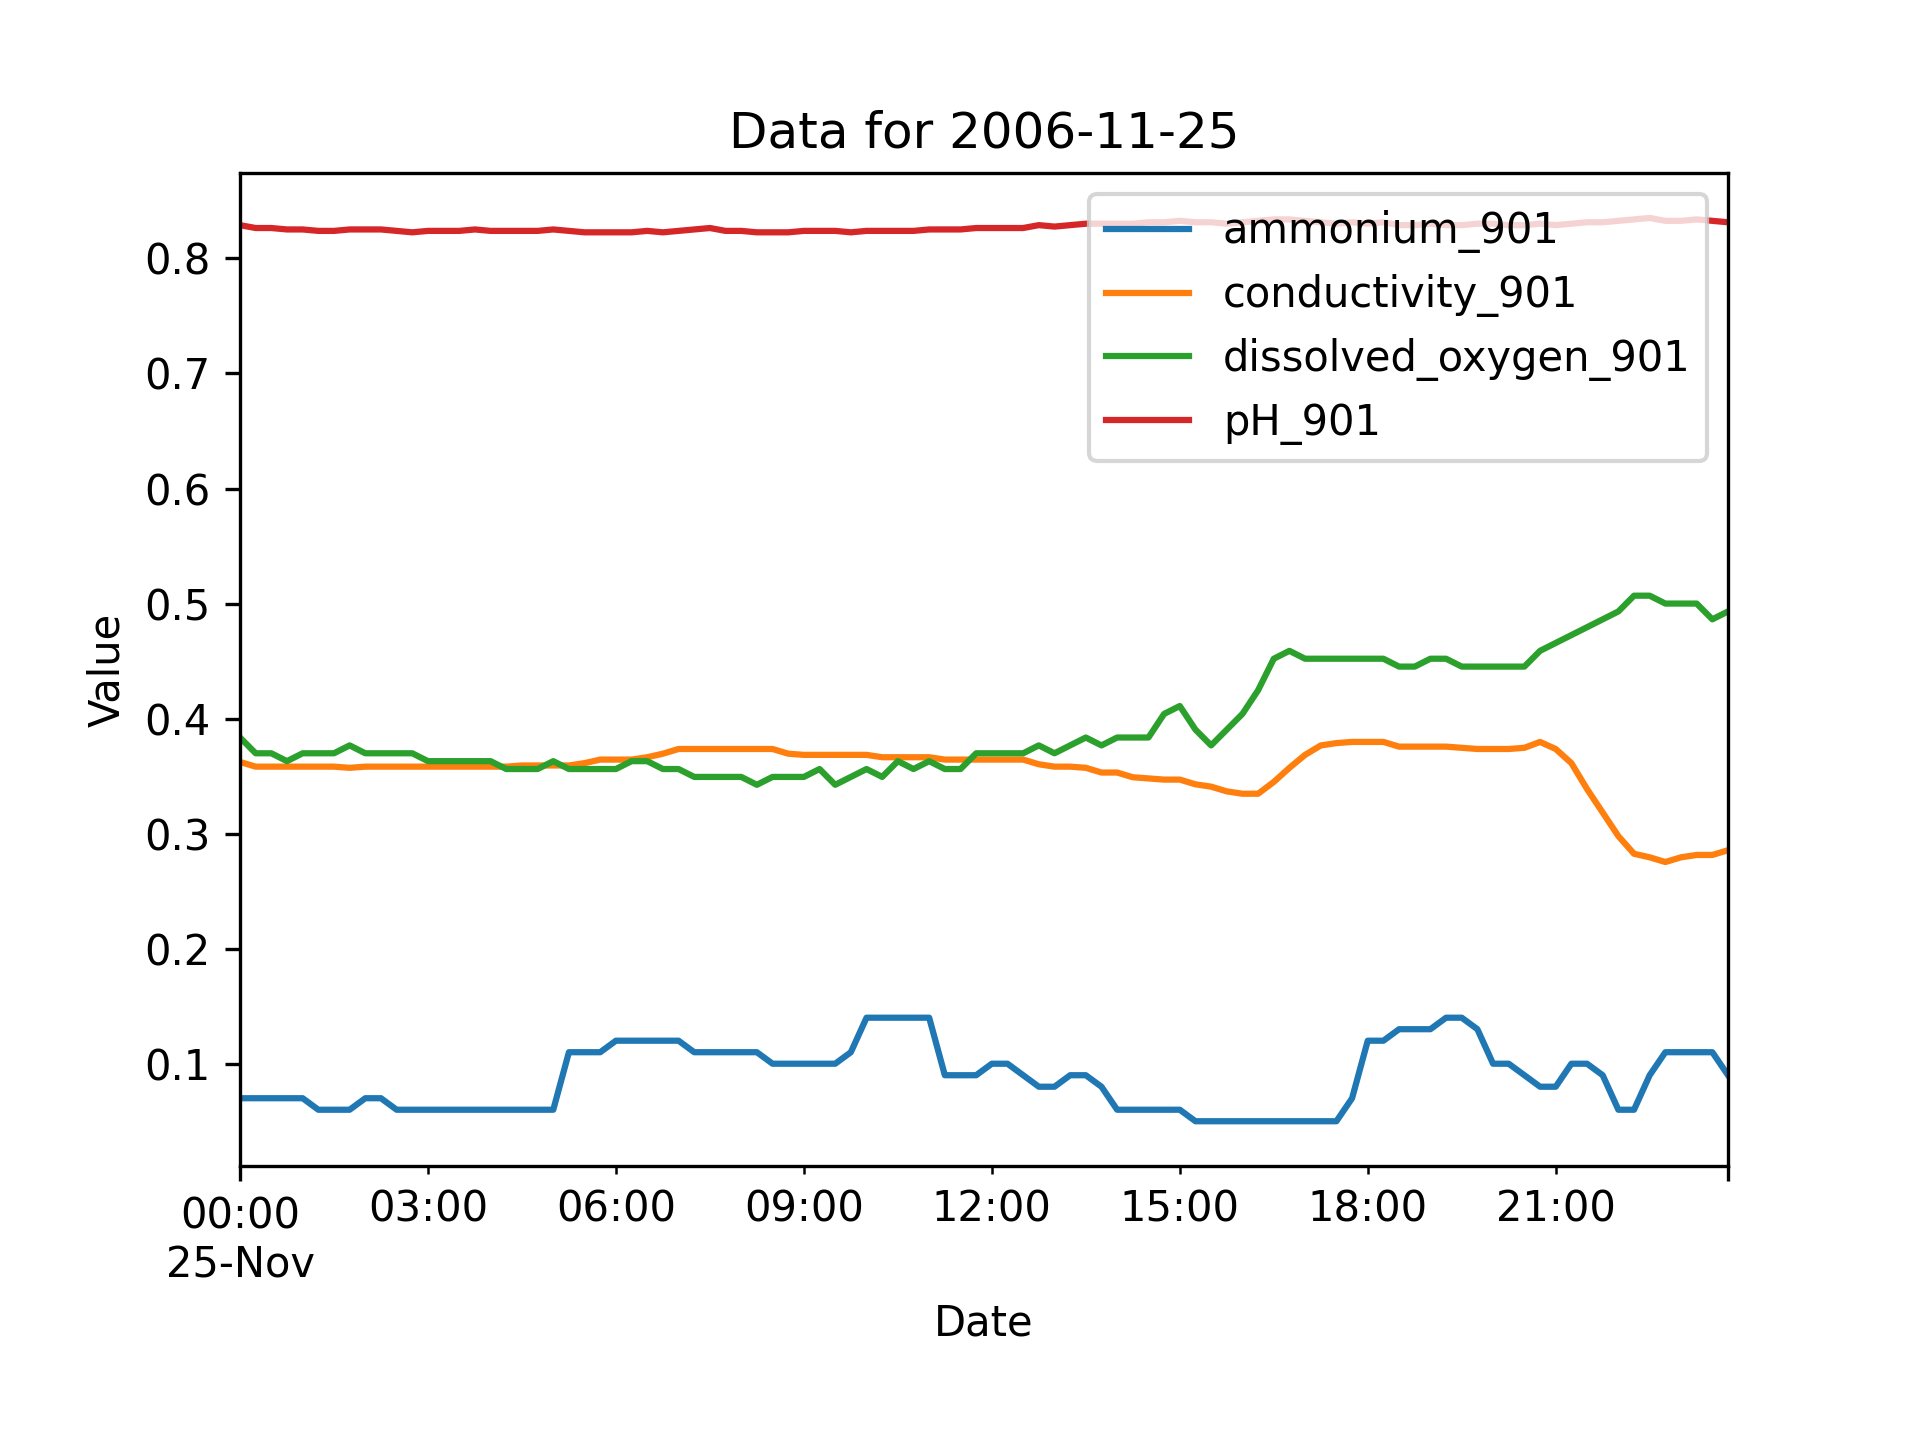 Data for 2006-11-25
ammonium_901
conductivity_901
dissolved_oxygen_901
pH_901
Value
0.8
0.7
0.6
0.5
0.4
0.3
0.2
0.1
00:00 03:00 06:00 09:00 12:00 15:00 18:00 21:00
25-Nov
Date